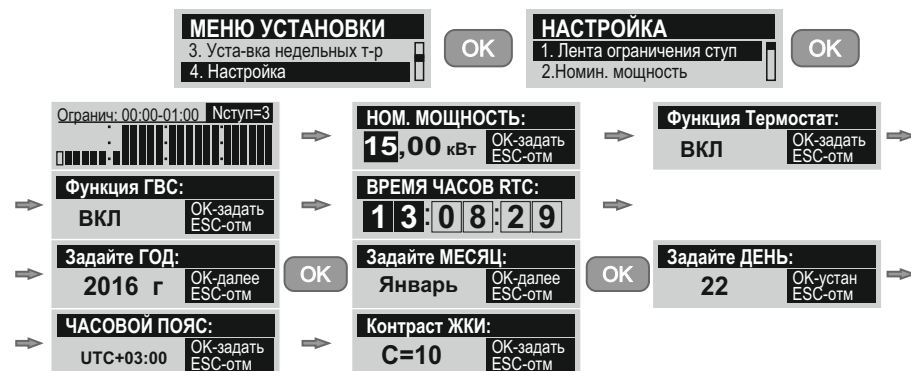 МЕНЮ УСТАНОВКИ
3. Уста-вка недельных т-р
4. Настройка
OK
НАСТРОЙКА
1. Лента ограничения ступ
2.Номин. мощность
OK
Огранич: 00:00-01:00 Nступ=3
НОМ. МОЩНОСТЬ:
15,00 кВт
OK-задать
ESC-отм
Функция Термостат:
ВКЛ
OK-задать
ESC-отм
Функция ГВС:
ВКЛ
OK-задать
ESC-отм
ВРЕМЯ ЧАСОВ RTC:
13:08:29
Задайте ГОД:
2016 г
OK-далее
ESC-отм
OK
Задайте МЕСЯЦ:
Январь
OK-далее
ESC-отм
OK
Задайте ДЕНЬ:
22
OK-устан
ESC-отм
ЧАСОВОЙ ПОЯС:
UTC+03:00
OK-задать
ESC-отм
Контраст ЖКИ:
C=10
OK-задать
ESC-отм